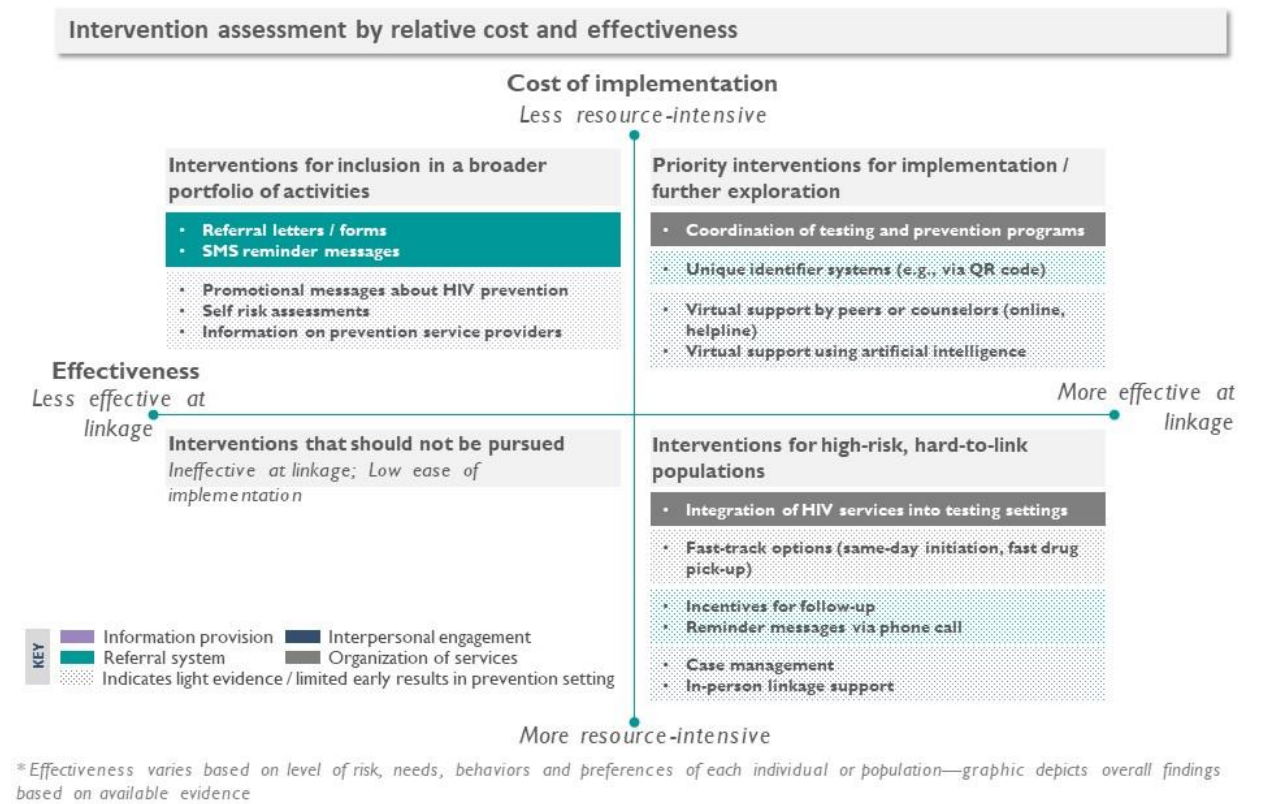 Intervention assessment by relative cost and effectiveness
Cost of implementation
Less resource-intensive
Interventions for inclusion in a broader
portfolio of activities
• Referral letters / forms
• SMS reminder messages
• Promotional messages about HIV prevention
• Self risk assessments
• Information on prevention service providers
Priority interventions for implementation /
further exploration
• Coordination of testing and prevention programs
• Unique identifier systems (e.g., via QR code)
• Virtual support by peers or counselors (online,
helpline)
• Virtual support using artificial intelligence
Effectiveness
Less effective at
linkage
More effective at
linkage
Interventions that should not be pursued
Ineffective at linkage; Low ease of
implementation
Interventions for high-risk, hard-to-link
populations
• Integration of HIV services into testing settings
• Fast-track options (same-day initiation, fast drug
pick-up)
• Incentives for follow-up
• Reminder messages via phone call
• Case management
• In-person linkage support
KEY
Information provision
Interpersonal engagement
Referral system
Organization of services
Indicates light evidence / limited early results in prevention setting
More resource-intensive
* Effectiveness varies based on level of risk, needs, behaviors and preferences of each individual or population—graphic depicts overall findings
based on available evidence